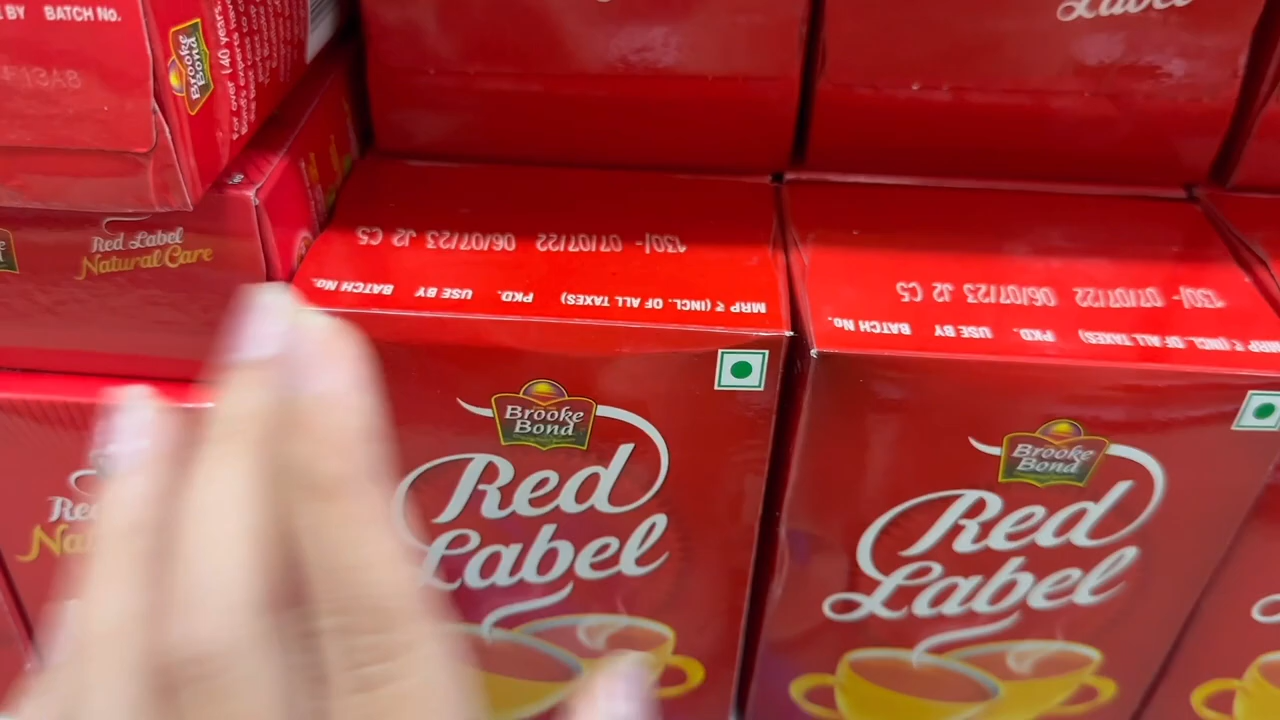 BY BATCH No.
F13A8
Brooke
Bond
For over 140 years
Red Label
Natural Care
MRP ₹ (INCL. OF ALL TAXES) PKD. USE BY BATCH No.
130/- 07/07/22 06/07/23 J2 C5
Brooke
Bond
Red
Label
Label
MRP ₹ (INCL. OF ALL TAXES) PKD. USE BY BATCH No.
130/- 07/07/22 06/07/23 J2 C5
Brooke
Bond
Red
Label